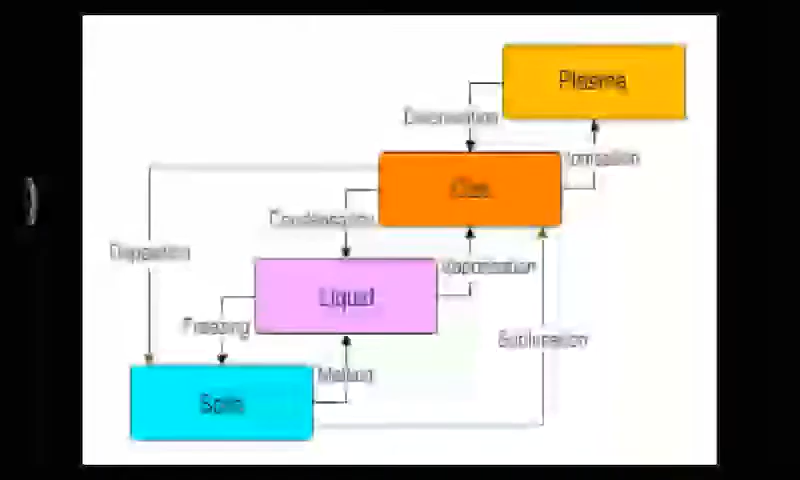 Plasma
Ionisation
Gas
Condensation
Deposition
Vaporisation
Liquid
Freezing
Sublimation
Melting
Solid